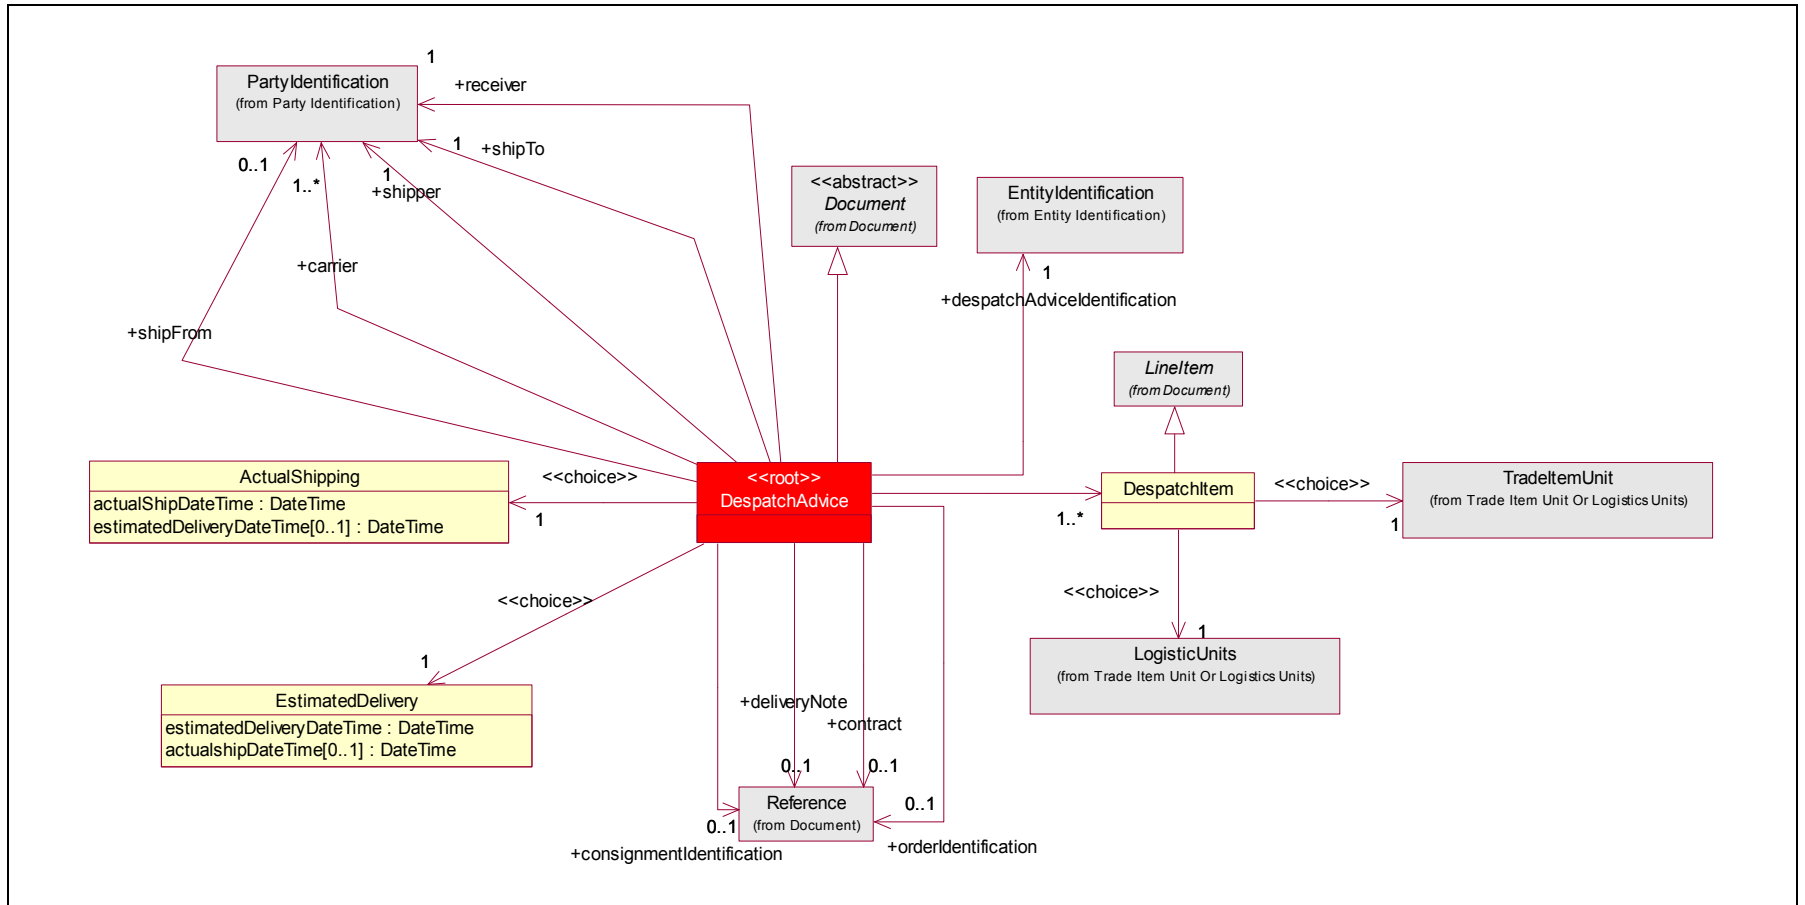 1
PartyIdentification
(from Party Identification)
+receiver
1
+shipTo
0..1
1..*
1
+shipper
<<abstract>>
Document
(from Document)
EntityIdentification
(from Entity Identification)
+carrier
1
+despatchAdviceIdentification
+shipFrom
LineItem
(from Document)
ActualShipping
actualShipDateTime : DateTime
estimatedDeliveryDateTime[0..1] : DateTime
<<choice>>
1
<<root>>
DespatchAdvice
1..*
DespatchItem
<<choice>>
1
TradeItemUnit
(from Trade Item Unit Or Logistics Units)
<<choice>>
1
<<choice>>
1
LogisticUnits
(from Trade Item Unit Or Logistics Units)
EstimatedDelivery
estimatedDeliveryDateTime : DateTime
actualshipDateTime[0..1] : DateTime
+deliveryNote
+contract
0..1
0..1
Reference
(from Document)
0..1
0..1
+consignmentIdentification
+orderIdentification